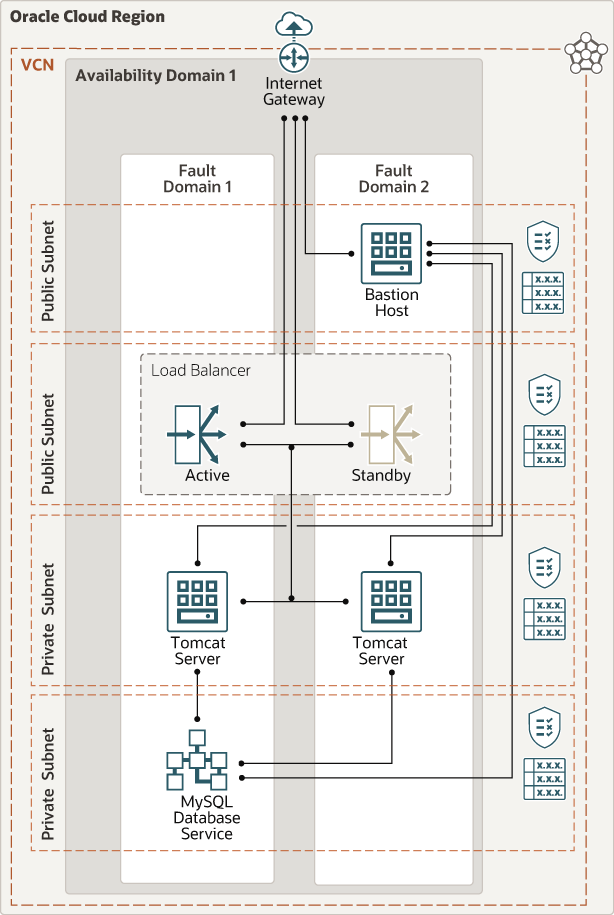 Oracle Cloud Region
VCN
Availability Domain 1
Internet
Gateway
Fault
Domain 1
Fault
Domain 2
Public Subnet
Bastion
Host
X.X.X.
X.X.X.
X.X.X.
Public Subnet
Load Balancer
Active
Standby
X.X.X.
X.X.X.
X.X.X.
Private Subnet
Tomcat
Server
Tomcat
Server
X.X.X.
X.X.X.
X.X.X.
Private Subnet
MySQL
Database
Service
X.X.X.
X.X.X.
X.X.X.